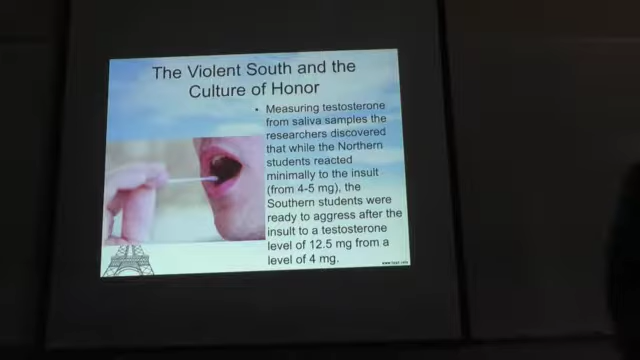 The Violent South and the
Culture of Honor
• Measuring testosterone
from saliva samples the
researchers discovered
that while the Northern
students reacted
minimally to the insult
(from 4-5 mg), the
Southern students were
ready to aggress after the
insult to a testosterone
level of 12.5 mg from a
level of 4 mg.